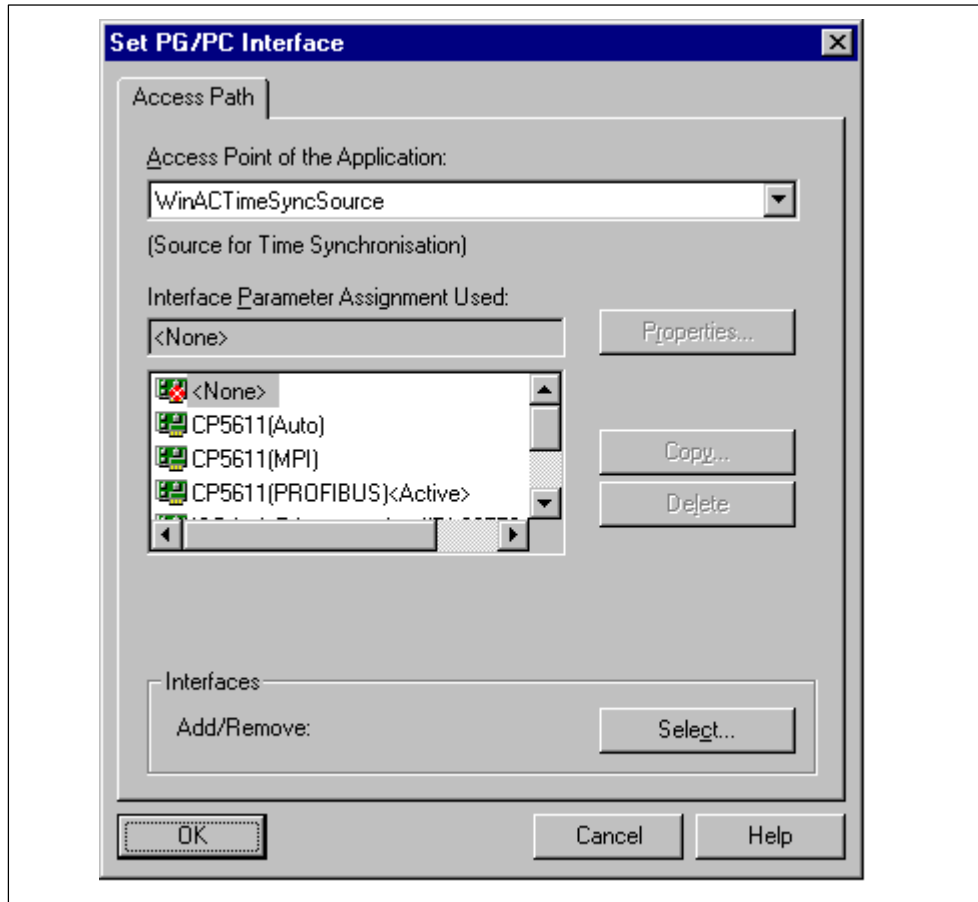 Set PG/PC Interface
Access Path
Access Point of the Application:
WinACTimeSyncSource
(Source for Time Synchronisation)
Interface Parameter Assignment Used:
<None>
Properties...
<None>
CP5611(Auto)
CP5611(MPI)
CP5611(PROFIBUS)<Active>
Copy...
Delete
Interfaces
Add/Remove:
Select...
OK
Cancel
Help